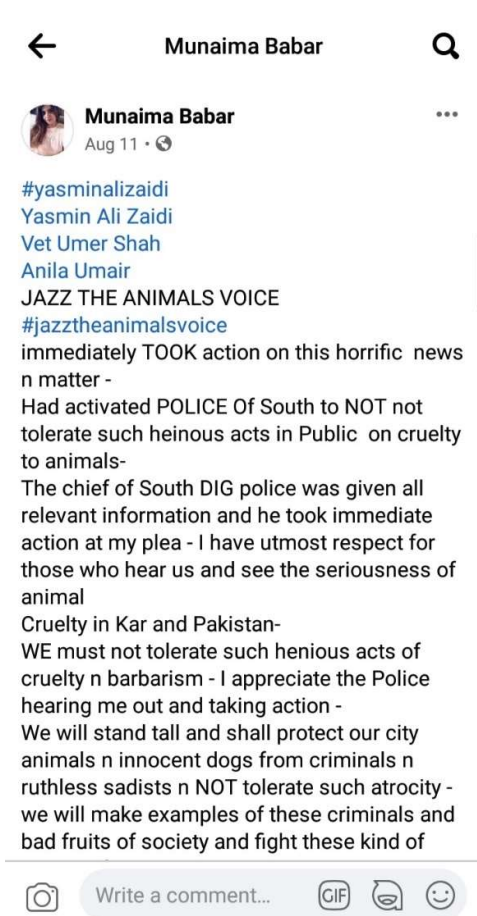 Munaima Babar
Munaima Babar
Aug 11
#yasminalizaidi
Yasmin Ali Zaidi
Vet Umer Shah
Anila Umair
JAZZ THE ANIMALS VOICE
#jazztheanimalsvoice
immediately TOOK action on this horrific news
n matter -
Had activated POLICE Of South to NOT not
tolerate such heinous acts in Public on cruelty
to animals-
The chief of South DIG police was given all
relevant information and he took immediate
action at my plea - I have utmost respect for
those who hear us and see the seriousness of
animal
Cruelty in Kar and Pakistan-
WE must not tolerate such henious acts of
cruelty n barbarism - I appreciate the Police
hearing me out and taking action -
We will stand tall and shall protect our city
animals n innocent dogs from criminals n
ruthless sadists n NOT tolerate such atrocity -
we will make examples of these criminals and
bad fruits of society and fight these kind of
Write a comment...
GIF